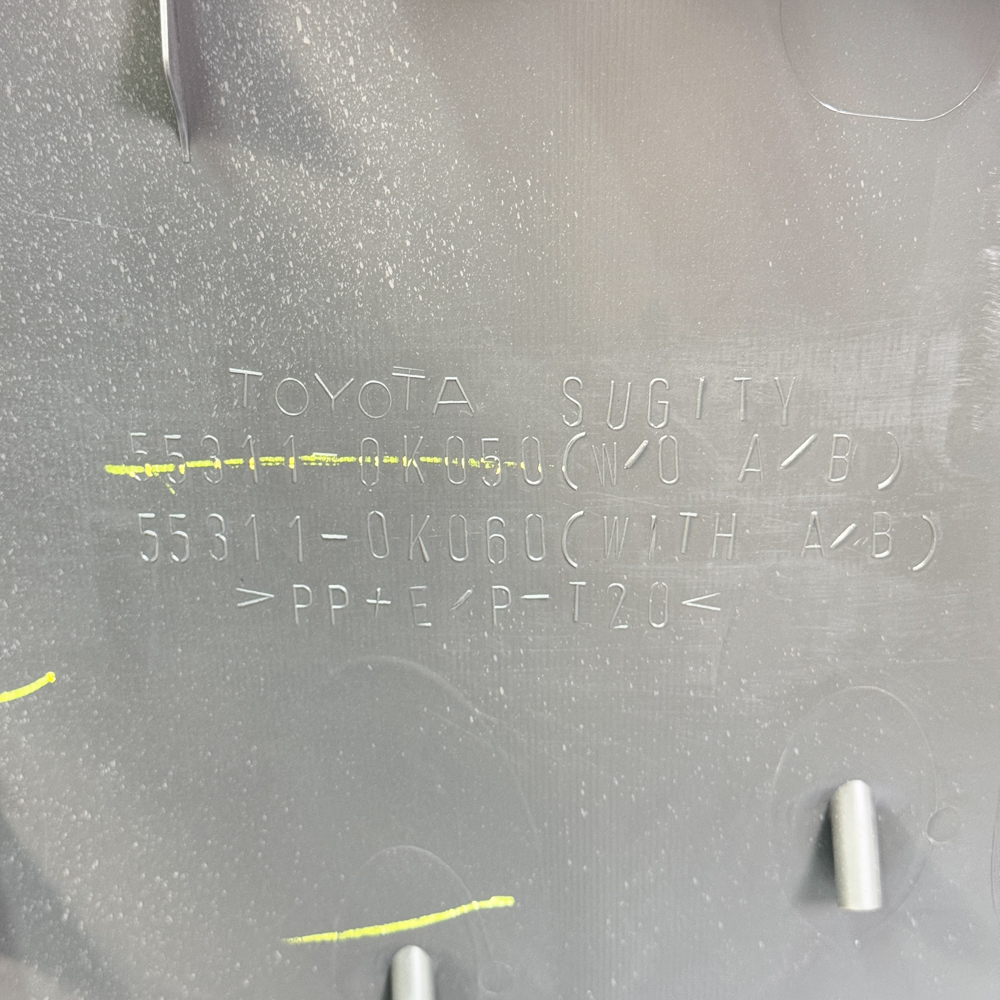 TOYOTA SUGITY
55311-0K050(W/O A/B)
55311-0K060(WITH A/B)
>PP+E/P-T20<